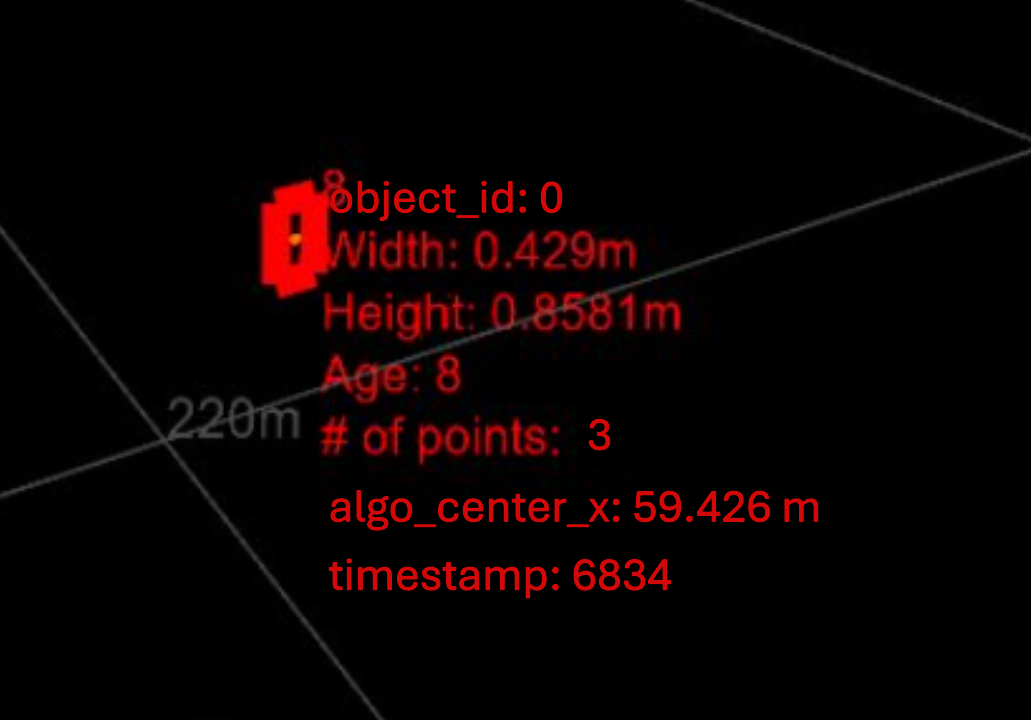 8
object_id: 0
Width: 0.429m
Height: 0.8581m
Age: 8
220m
# of points: 3
algo_center_x: 59.426 m
timestamp: 6834